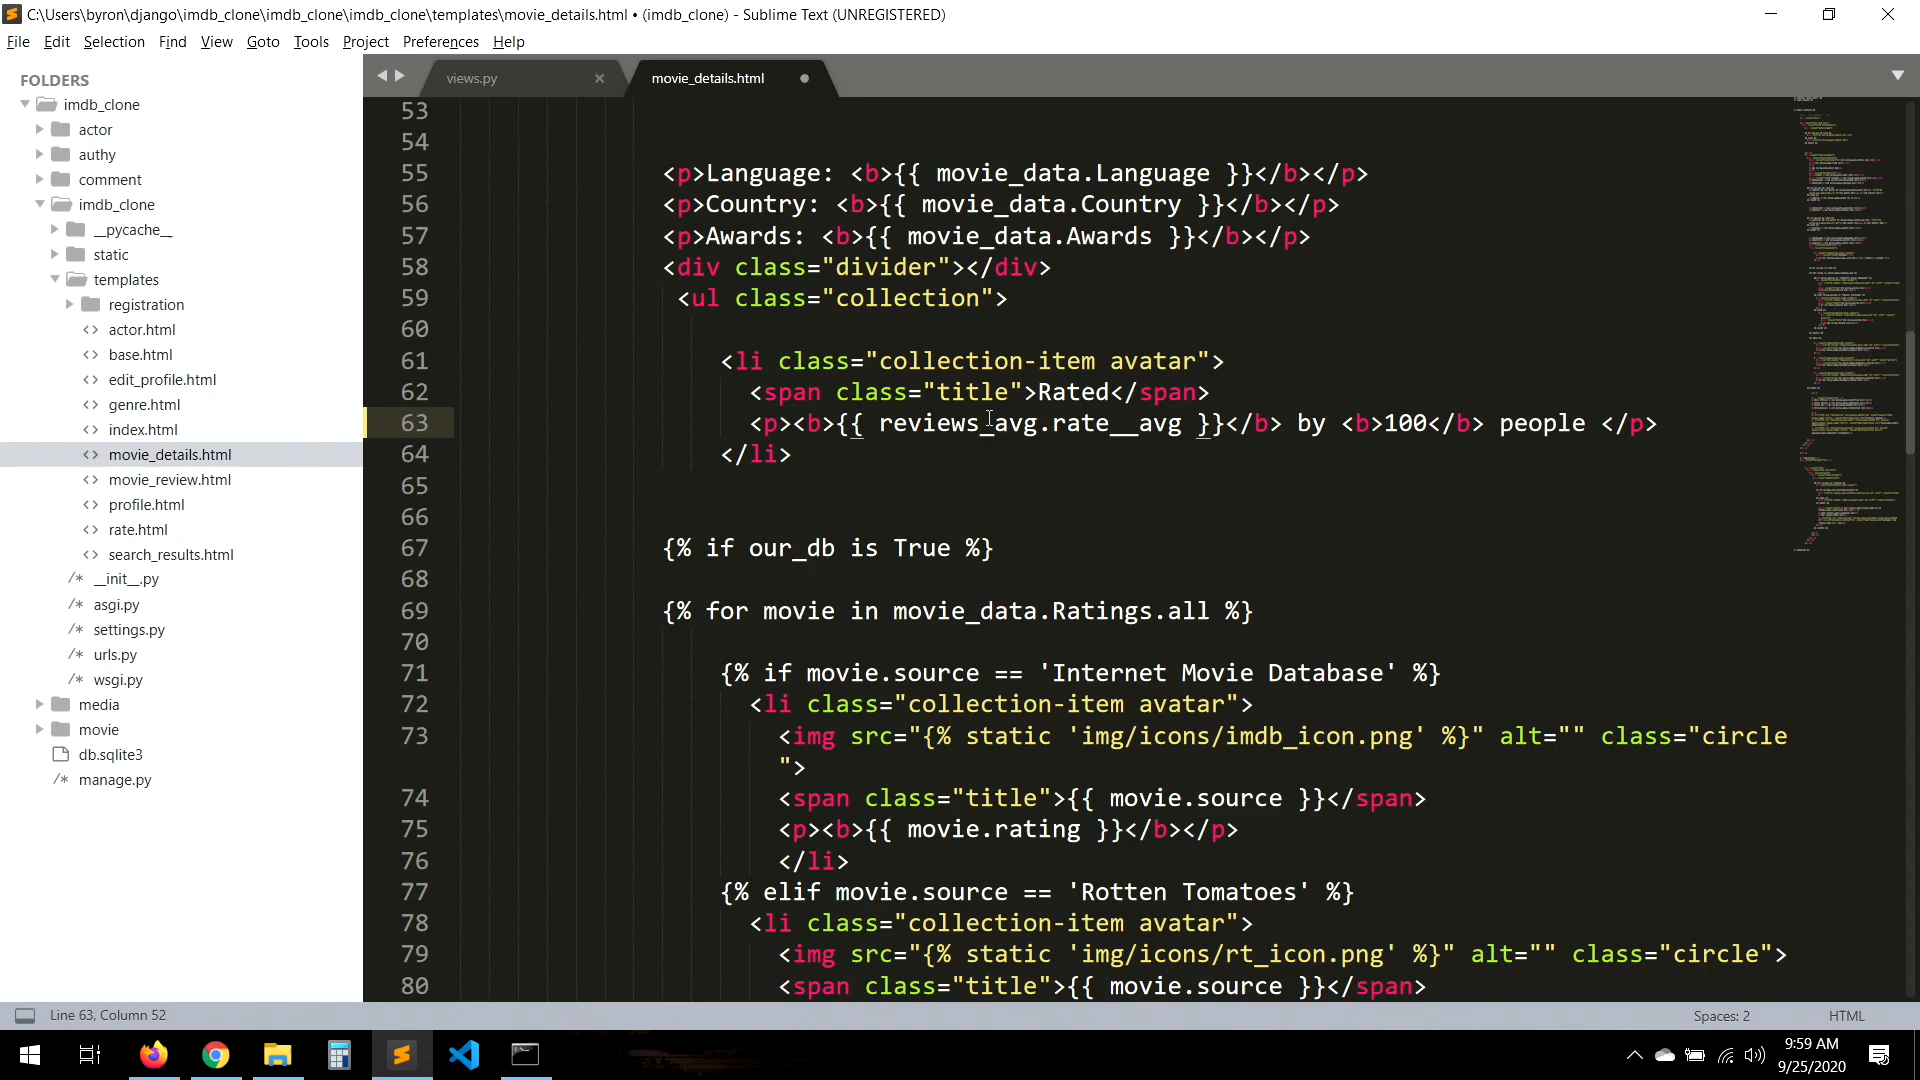 C:\Users\byron\django\imdb_clone\imdb_clone\imdb_clone\templates\movie_details.html • (imdb_clone) - Sublime Text (UNREGISTERED)
File Edit Selection Find View Goto Tools Project Preferences Help
FOLDERS
imdb_clone
actor
authy
comment
imdb_clone
__pycache__
static
templates
registration
<> actor.html
<> base.html
<> edit_profile.html
<> genre.html
<> index.html
<> movie_details.html
<> movie_review.html
<> profile.html
<> rate.html
<> search_results.html
/* __init__.py
/* asgi.py
/* settings.py
/* urls.py
/* wsgi.py
media
movie
db.sqlite3
/* manage.py
views.py
movie_details.html
53
54
55 <p>Language: <b>{{ movie_data.Language }}</b></p>
56 <p>Country: <b>{{ movie_data.Country }}</b></p>
57 <p>Awards: <b>{{ movie_data.Awards }}</b></p>
58 <div class="divider"></div>
59 <ul class="collection">
60
61 <li class="collection-item avatar">
62 <span class="title">Rated</span>
63 <p><b>{{ reviews_avg.rate__avg }}</b> by <b>100</b> people </p>
64 </li>
65
66
67 {% if our_db is True %}
68
69 {% for movie in movie_data.Ratings.all %}
70
71 {% if movie.source == 'Internet Movie Database' %}
72 <li class="collection-item avatar">
73 <img src="{% static 'img/icons/imdb_icon.png' %}" alt="" class="circle
">
74 <span class="title">{{ movie.source }}</span>
75 <p><b>{{ movie.rating }}</b></p>
76 </li>
77 {% elif movie.source == 'Rotten Tomatoes' %}
78 <li class="collection-item avatar">
79 <img src="{% static 'img/icons/rt_icon.png' %}" alt="" class="circle">
80 <span class="title">{{ movie.source }}</span>
Line 63, Column 52
Spaces: 2
HTML
9:59 AM
9/25/2020